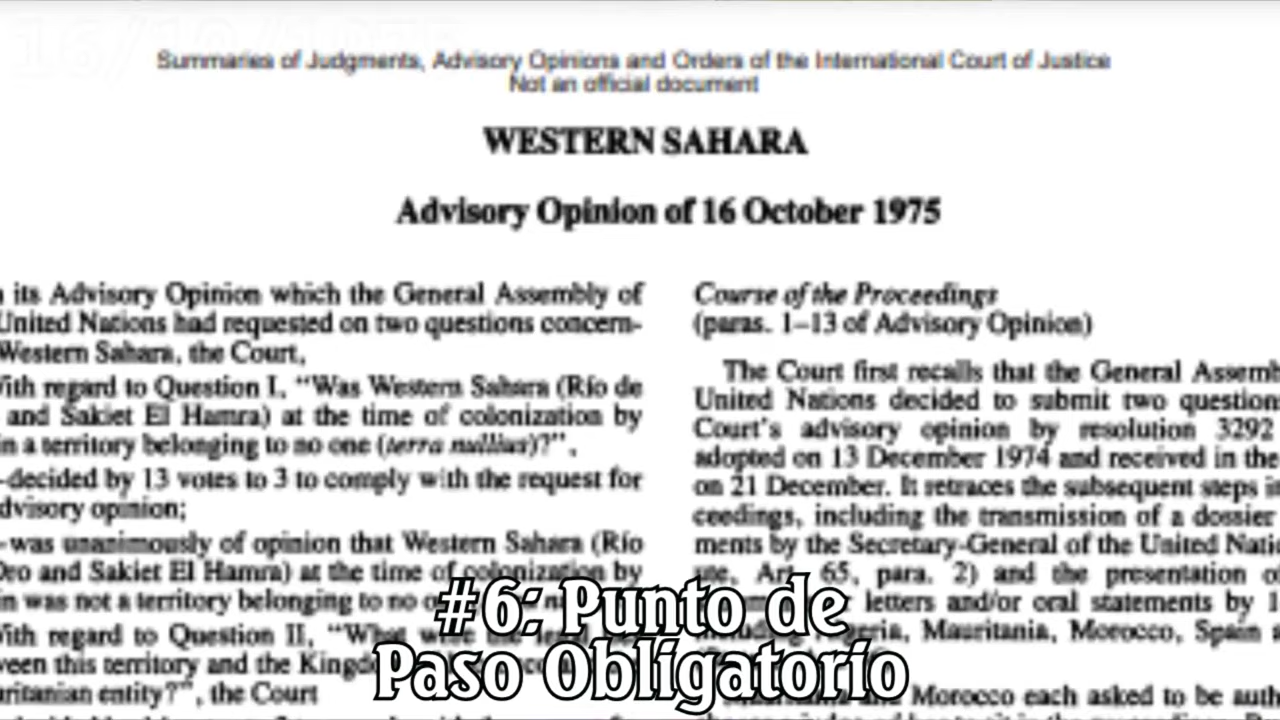 Summaries of Judgments, Advisory Opinions and Orders of the International Court of Justice
Not an official document
WESTERN SAHARA
Advisory Opinion of 16 October 1975
its Advisory Opinion which the General Assembly of
United Nations had requested on two questions concern-
Western Sahara, the Court,
With regard to Question I, "Was Western Sahara (Río de
and Sakiet El Hamra) at the time of colonization by
in a territory belonging to no one (terra nullius)?",
-decided by 13 votes to 3 to comply with the request for
advisory opinion;
-was unanimously of opinion that Western Sahara (Río
Oro and Sakiet El Hamra) at the time of colonization by
in was not a territory belonging to no
With regard to Question II, "What were the
ween this territory and the
uritanian entity?", the Court
Course of the Proceedings
(paras. 1–13 of Advisory Opinion)
The Court first recalls that the General Assemb
United Nations decided to submit two questions
Court's advisory opinion by resolution 3292
adopted on 13 December 1974 and received in the
on 21 December. It retraces the subsequent steps in
ceedings, including the transmission of a dossier
ments by the Secretary-General of the United Natio
ute, Art. 65, para. 2) and the presentation of
letters and/or oral statements by 1
Mauritania, Morocco, Spain
Morocco each asked to be auth
#6: Punto de
Paso Obligatorio